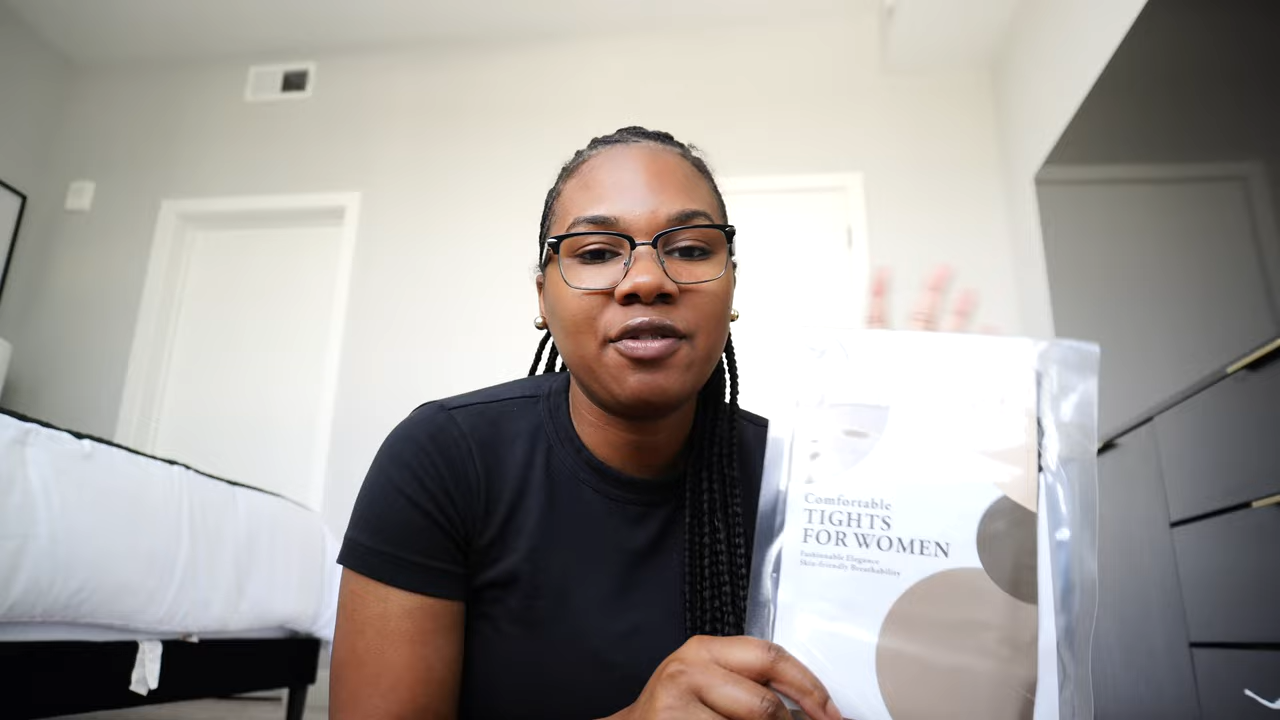 Comfortable
TIGHTS
FOR WOMEN
Fashionable Elegance
Skin-friendly Breathability